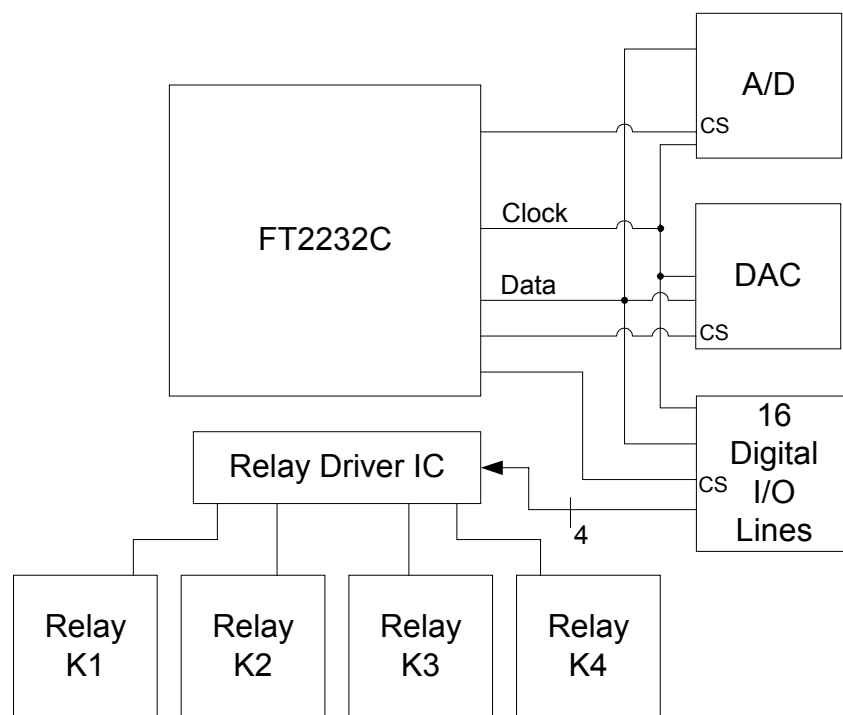 A/D
CS
FT2232C
Clock
Data
DAC
CS
16
Digital
I/O
Lines
CS
Relay Driver IC
4
Relay
K1
Relay
K2
Relay
K3
Relay
K4